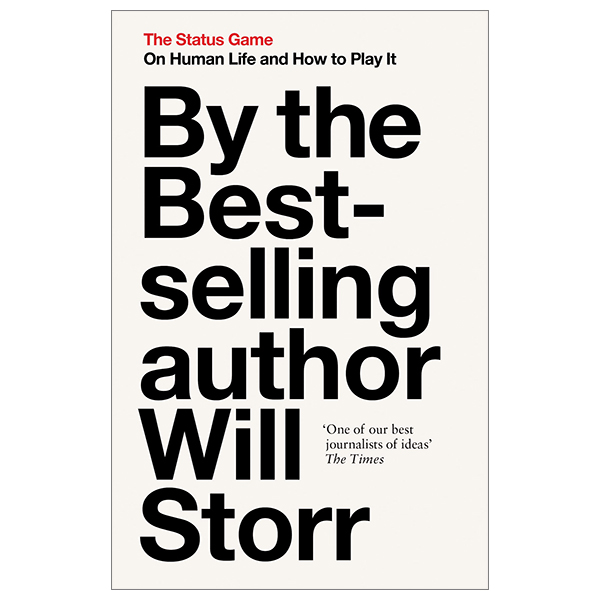 The Status Game
On Human Life and How to Play It
By the
Best-
selling
author
Will
Storr
‘One of our best
journalists of ideas’
The Times